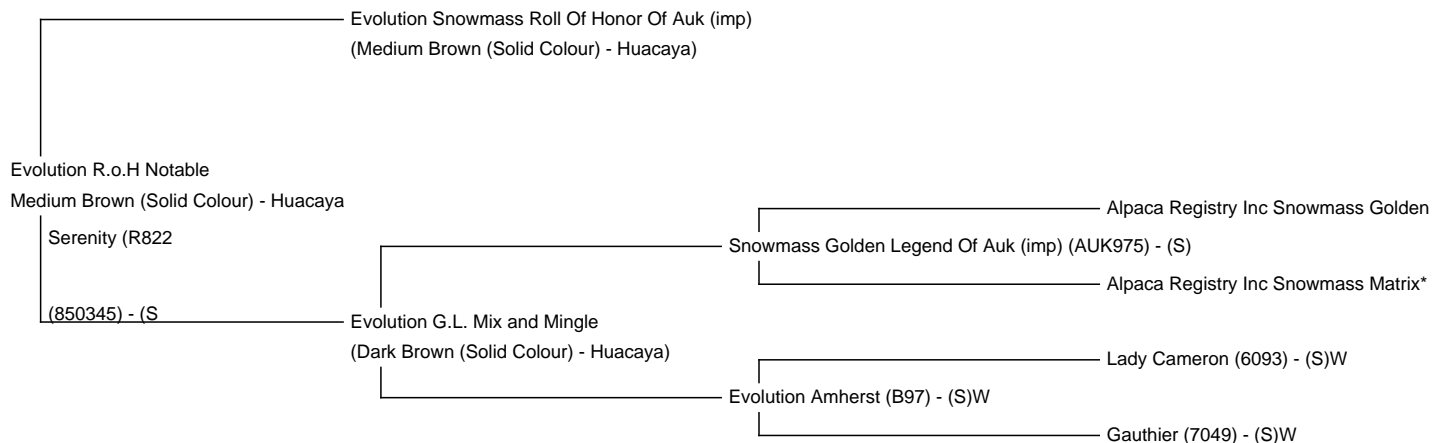 Evolution Snowmass Roll Of Honor Of Auk (imp)
(Medium Brown (Solid Colour) - Huacaya)
Evolution R.o.H Notable
Medium Brown (Solid Colour) - Huacaya
Serenity (R822
(850345) - (S
Alpaca Registry Inc Snowmass Golden
Snowmass Golden Legend Of Auk (imp) (AUK975) - (S)
Alpaca Registry Inc Snowmass Matrix*
Evolution G.L. Mix and Mingle
(Dark Brown (Solid Colour) - Huacaya)
Lady Cameron (6093) - (S)W
Evolution Amherst (B97) - (S)W
Gauthier (7049) - (S)W